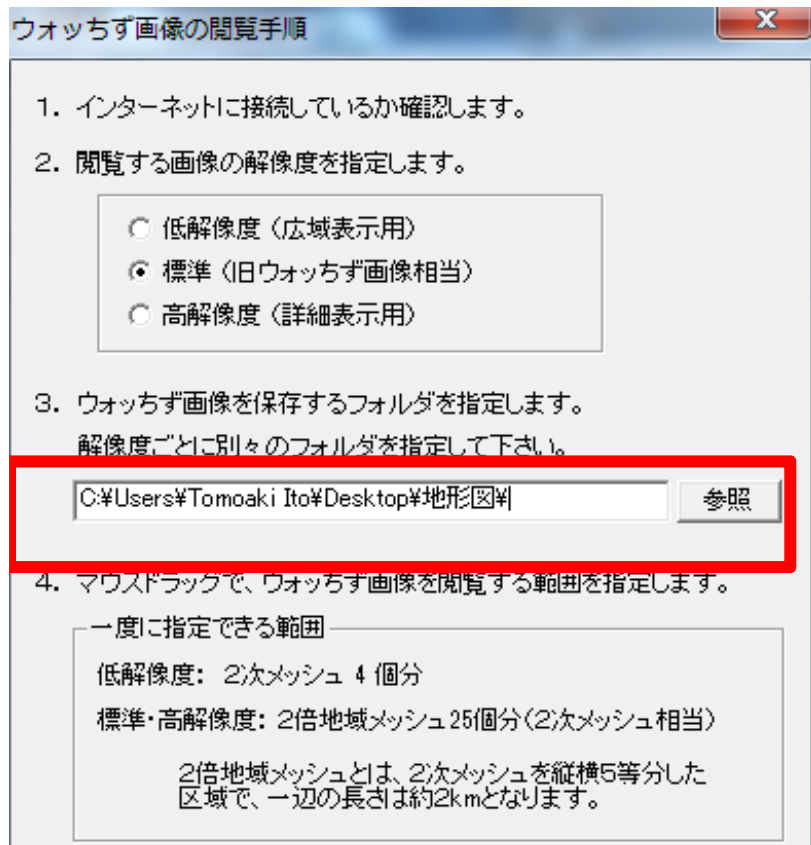 ウォッちず画像の閲覧手順
1. インターネットに接続しているか確認します。
2. 閲覧する画像の解像度を指定します。
低解像度（広域表示用）
標準（旧ウォッちず画像相当）
高解像度（詳細表示用）
3. ウォッちず画像を保存するフォルダを指定します。
解像度ごとに別々のフォルダを指定して下さい。
C:¥Users¥Tomoaki Ito¥Desktop¥地形図¥
参照
4. マウスドラッグで、ウォッちず画像を閲覧する範囲を指定します。
一度に指定できる範囲
低解像度: 2次メッシュ 4 個分
標準・高解像度: 2倍地域メッシュ25個分(2次メッシュ相当)
2倍地域メッシュとは、2次メッシュを縦横5等分した
区域で、一辺の長さは約2kmとなります。